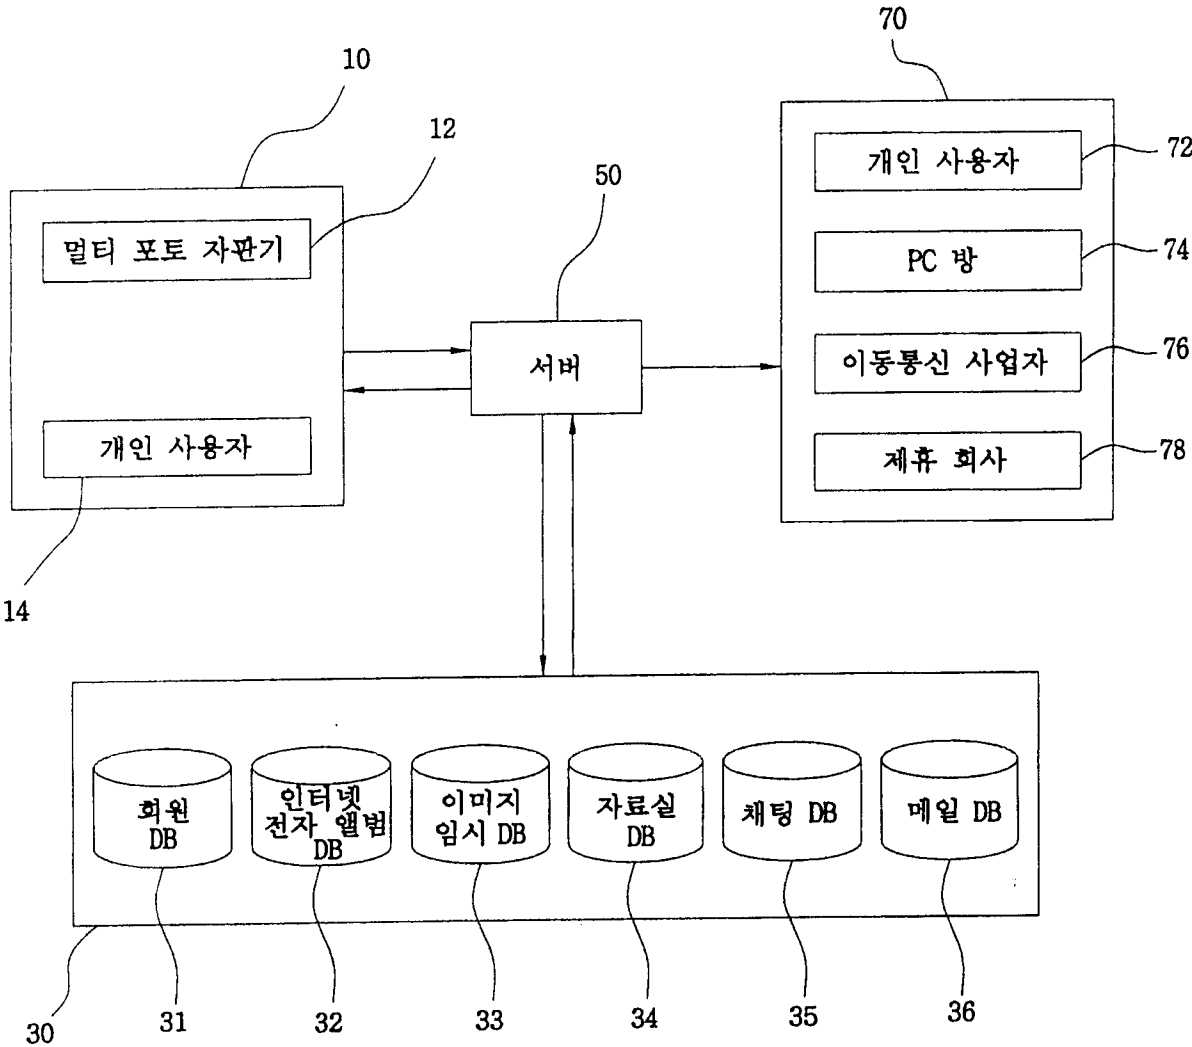 70
10
12
72
개인 사용자
50
멀티 포토 자판기
PC 방
74
서버
이동통신 사업자
76
개인 사용자
제휴 회사
78
14
회원
DB
인터넷
전자 앨범
DB
이미지
임시 DB
자료실
DB
채팅 DB
메일 DB
30
31
32
33
34
35
36